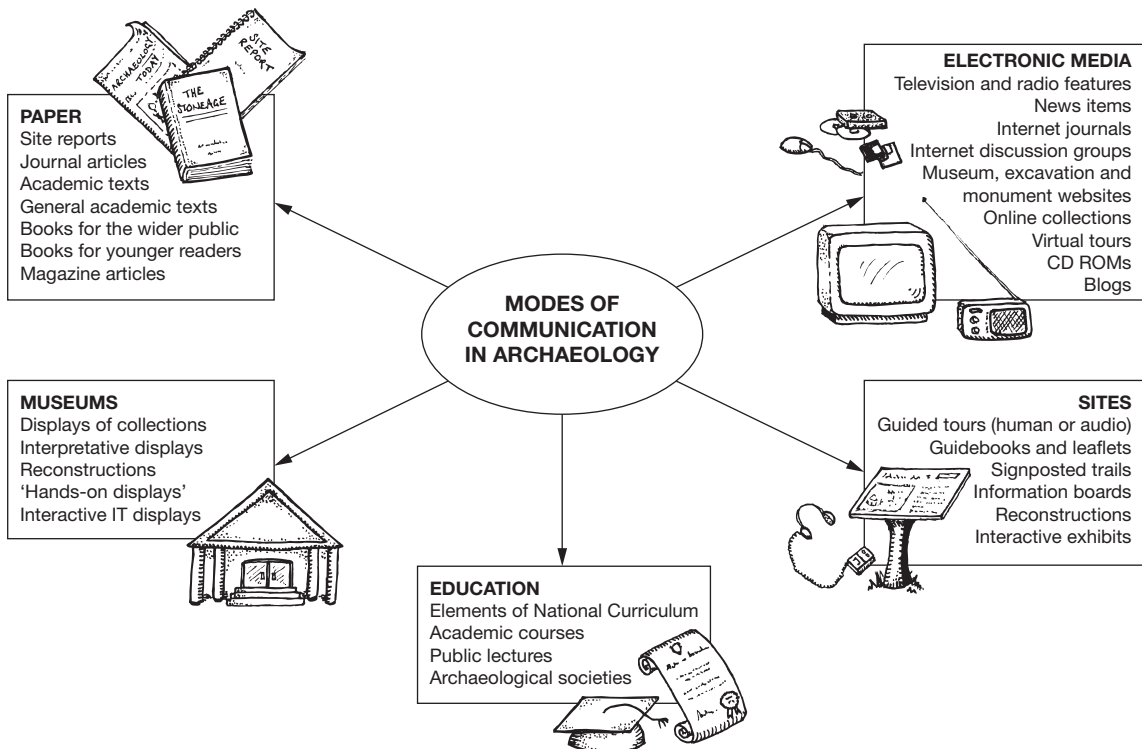 ARCHAEOLOGY
TODAY
SITE
REPORT
THE
STONEAGE
PAPER
Site reports
Journal articles
Academic texts
General academic texts
Books for the wider public
Books for younger readers
Magazine articles
ELECTRONIC MEDIA
Television and radio features
News items
Internet journals
Internet discussion groups
Museum, excavation and
monument websites
Online collections
Virtual tours
CD ROMs
Blogs
MODES OF
COMMUNICATION
IN ARCHAEOLOGY
MUSEUMS
Displays of collections
Interpretative displays
Reconstructions
‘Hands-on displays’
Interactive IT displays
SITES
Guided tours (human or audio)
Guidebooks and leaflets
Signposted trails
Information boards
Reconstructions
Interactive exhibits
EDUCATION
Elements of National Curriculum
Academic courses
Public lectures
Archaeological societies